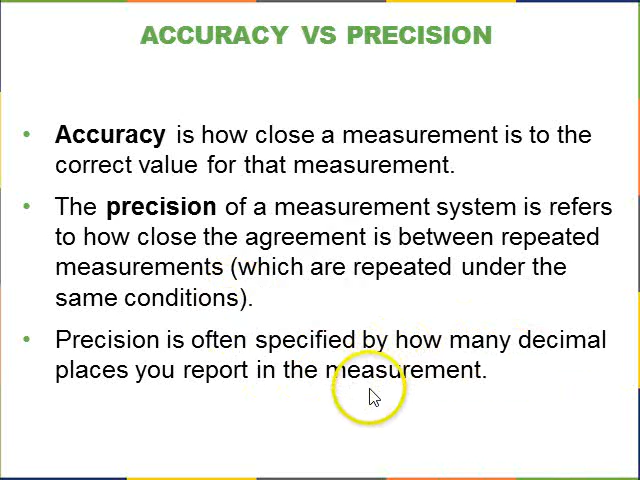 ACCURACY VS PRECISION
• Accuracy is how close a measurement is to the
correct value for that measurement.
• The precision of a measurement system is refers
to how close the agreement is between repeated
measurements (which are repeated under the
same conditions).
• Precision is often specified by how many decimal
places you report in the measurement.